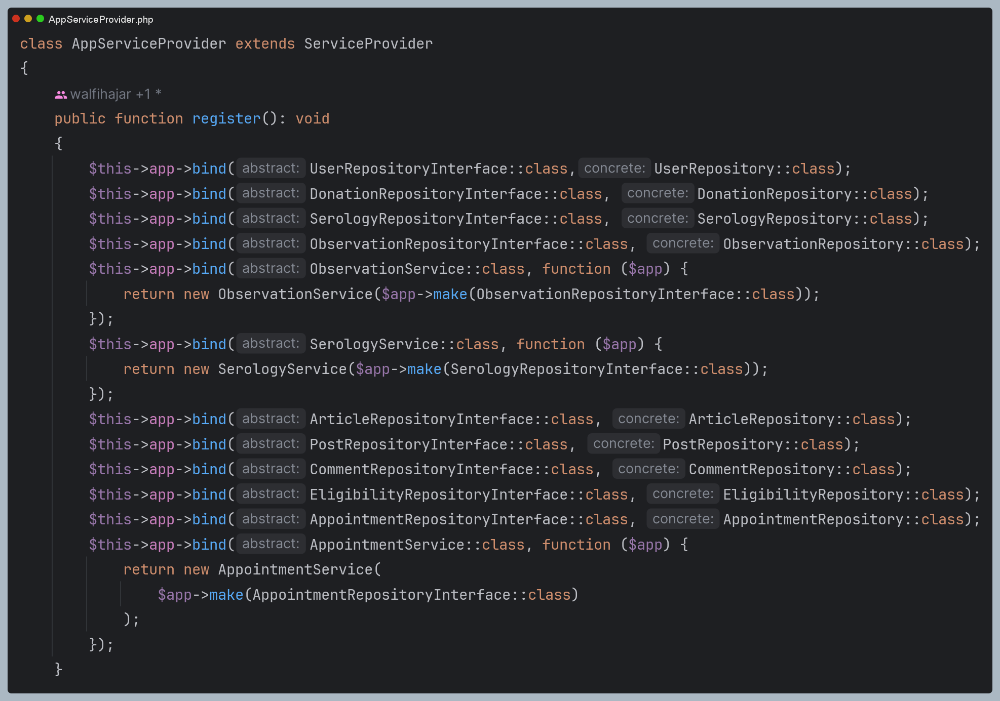 AppServiceProvider.php
class AppServiceProvider extends ServiceProvider
{
    walfihajar +1 *
    public function register(): void
    {
        $this->app->bind( abstract: UserRepositoryInterface::class, concrete: UserRepository::class);
        $this->app->bind( abstract: DonationRepositoryInterface::class, concrete: DonationRepository::class);
        $this->app->bind( abstract: SerologyRepositoryInterface::class, concrete: SerologyRepository::class);
        $this->app->bind( abstract: ObservationRepositoryInterface::class, concrete: ObservationRepository::class);
        $this->app->bind( abstract: ObservationService::class, function ($app) {
            return new ObservationService($app->make(ObservationRepositoryInterface::class));
        });
        $this->app->bind( abstract: SerologyService::class, function ($app) {
            return new SerologyService($app->make(SerologyRepositoryInterface::class));
        });
        $this->app->bind( abstract: ArticleRepositoryInterface::class, concrete: ArticleRepository::class);
        $this->app->bind( abstract: PostRepositoryInterface::class, concrete: PostRepository::class);
        $this->app->bind( abstract: CommentRepositoryInterface::class, concrete: CommentRepository::class);
        $this->app->bind( abstract: EligibilityRepositoryInterface::class, concrete: EligibilityRepository::class);
        $this->app->bind( abstract: AppointmentRepositoryInterface::class, concrete: AppointmentRepository::class);
        $this->app->bind( abstract: AppointmentService::class, function ($app) {
            return new AppointmentService(
                $app->make(AppointmentRepositoryInterface::class)
            );
        });
    }